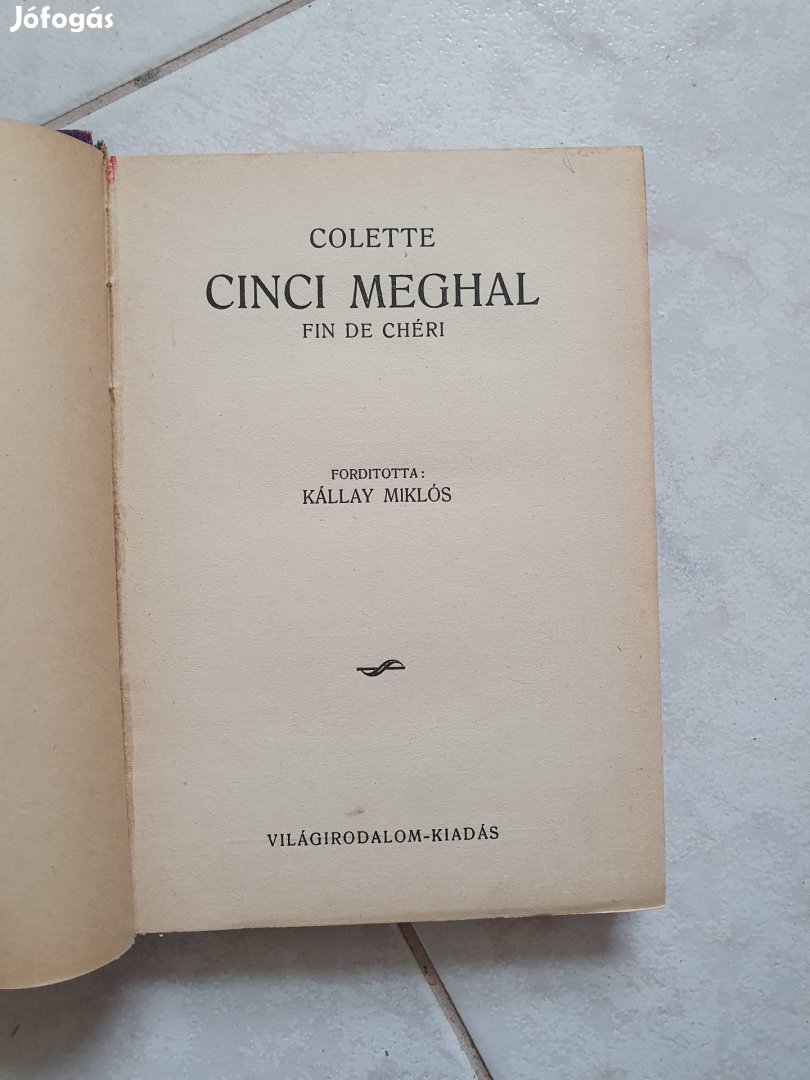 Jófogás
COLETTE
CINCI MEGHAL
FIN DE CHÉRI
FORDITOTTA:
KÁLLAY MIKLÓS
VILÁGIRODALOM-KIADÁS